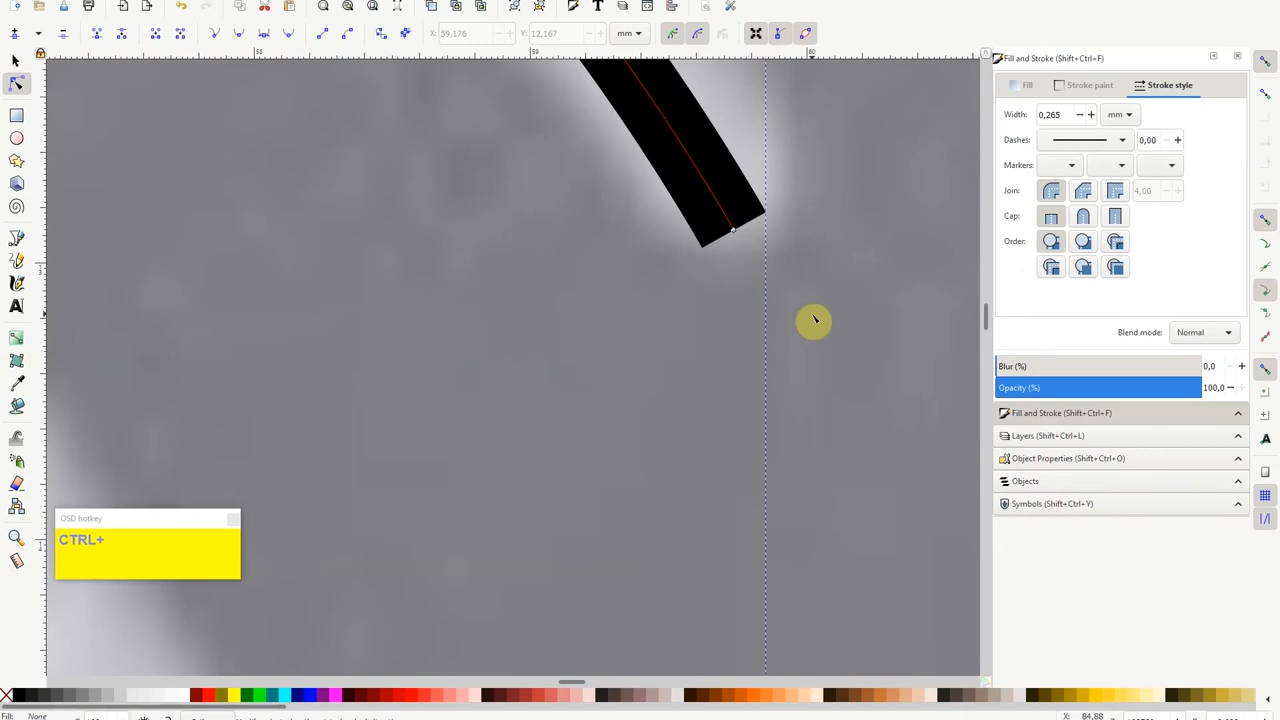 X: 59,176 Y: 12,167 mm
58 59 60
Fill and Stroke (Shift+Ctrl+F)
Fill Stroke paint Stroke style
Width: 0,265 mm
Dashes: 0,00
Markers:
Join: 4,00
Cap:
Order:
Blend mode: Normal
Blur (%) 0,0
Opacity (%) 100,0
Fill and Stroke (Shift+Ctrl+F)
Layers (Shift+Ctrl+L)
Object Properties (Shift+Ctrl+O)
Objects
Symbols (Shift+Ctrl+Y)
OSD hotkey
CTRL+
Fill: None
X: 84,88